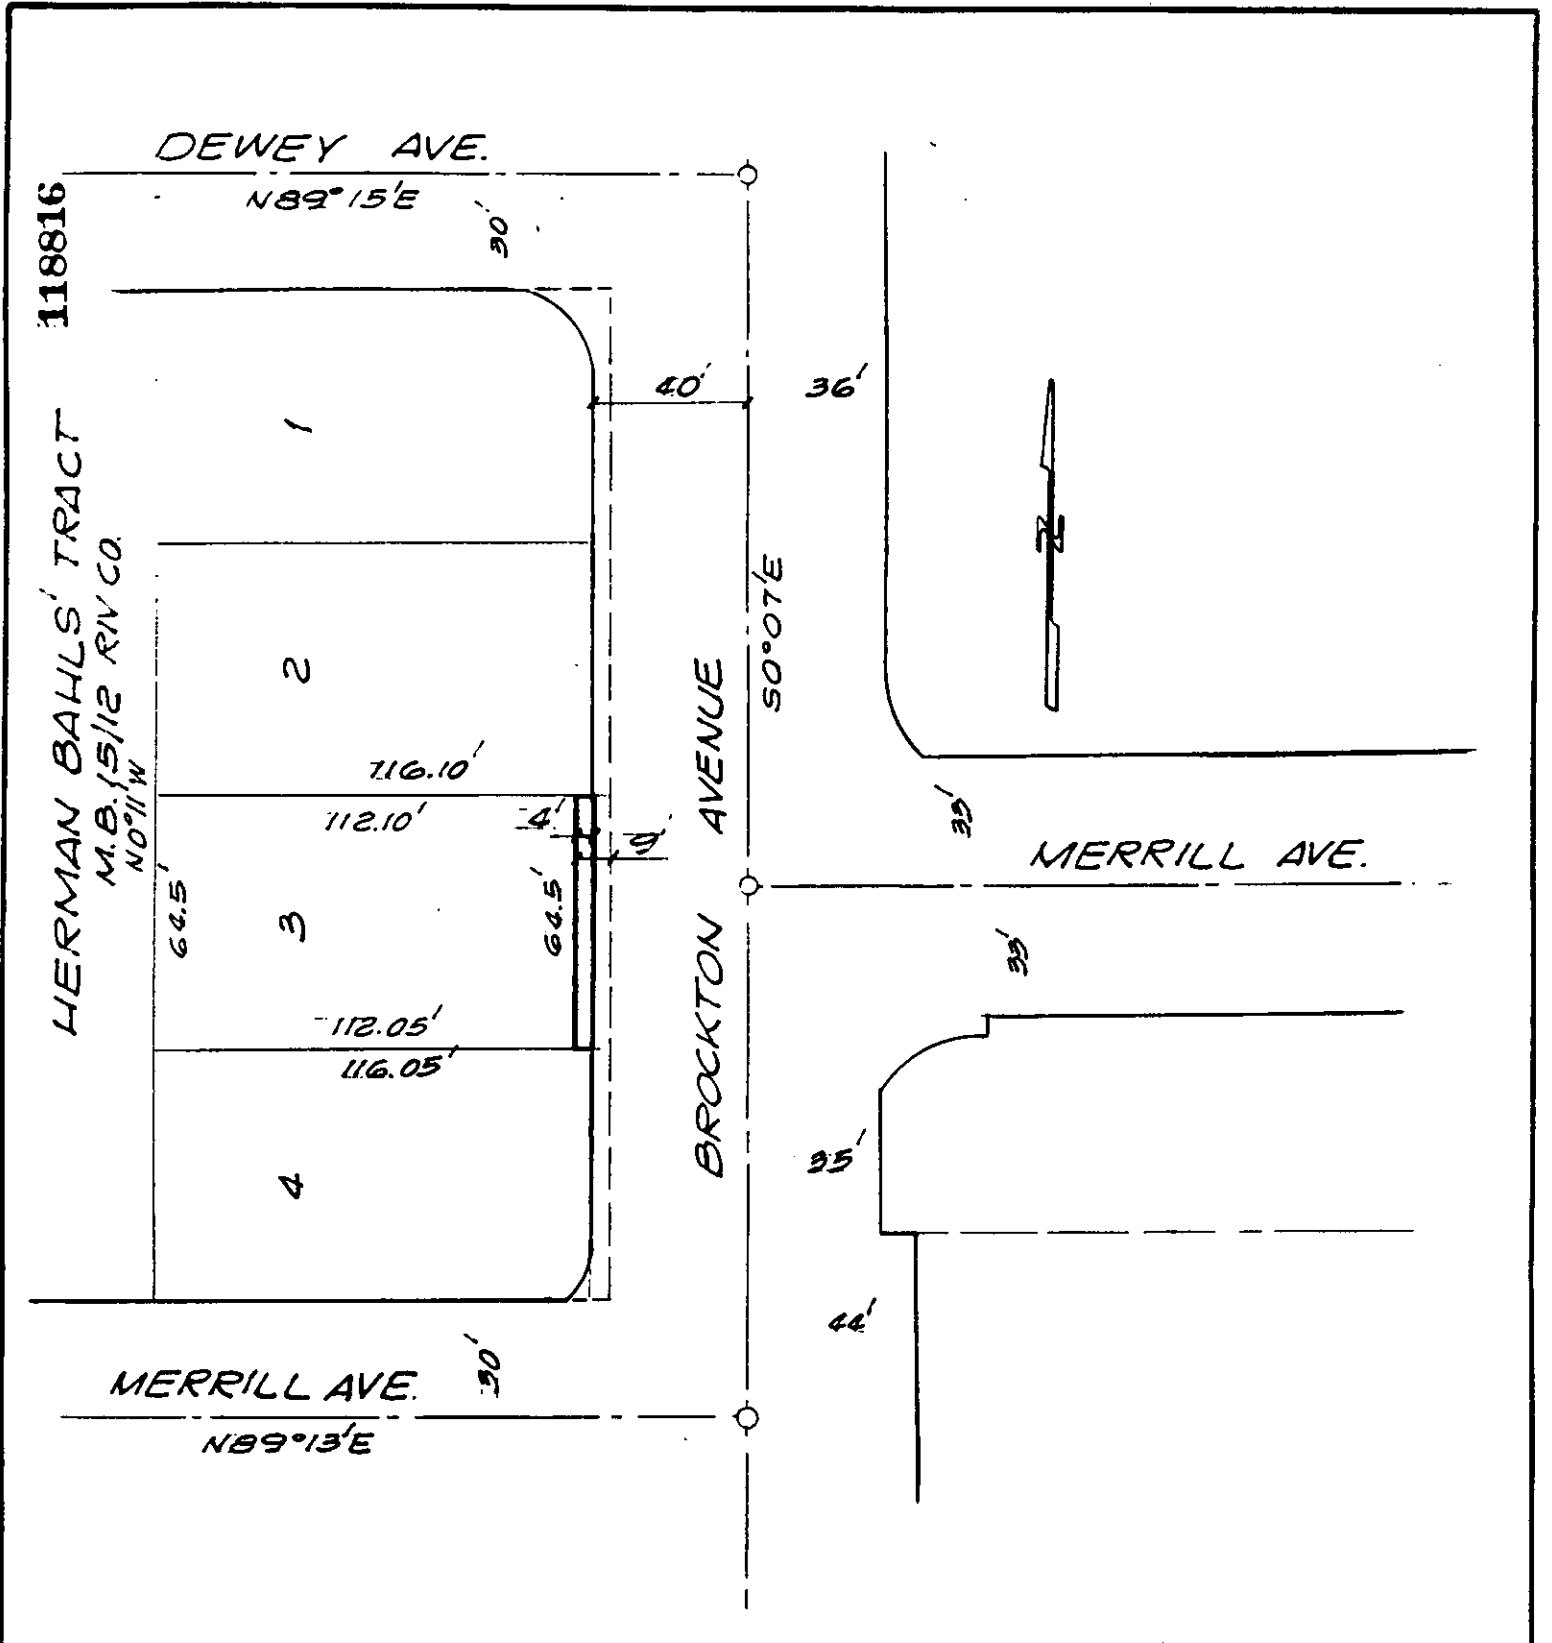 DEWEY AVE.
N89°15'E
30'
118816
HERMAN BAHLS' TRACT
M.B. 15/12 RIV CO.
N0°11'W
1
40'
36'
N
2
S0°07'E
BROCKTON AVENUE
116.10'
112.10'
4'
9'
33'
MERRILL AVE.
64.5'
3
64.5'
33'
112.05'
116.05'
4
35'
44'
30'
MERRILL AVE.
N89°13'E